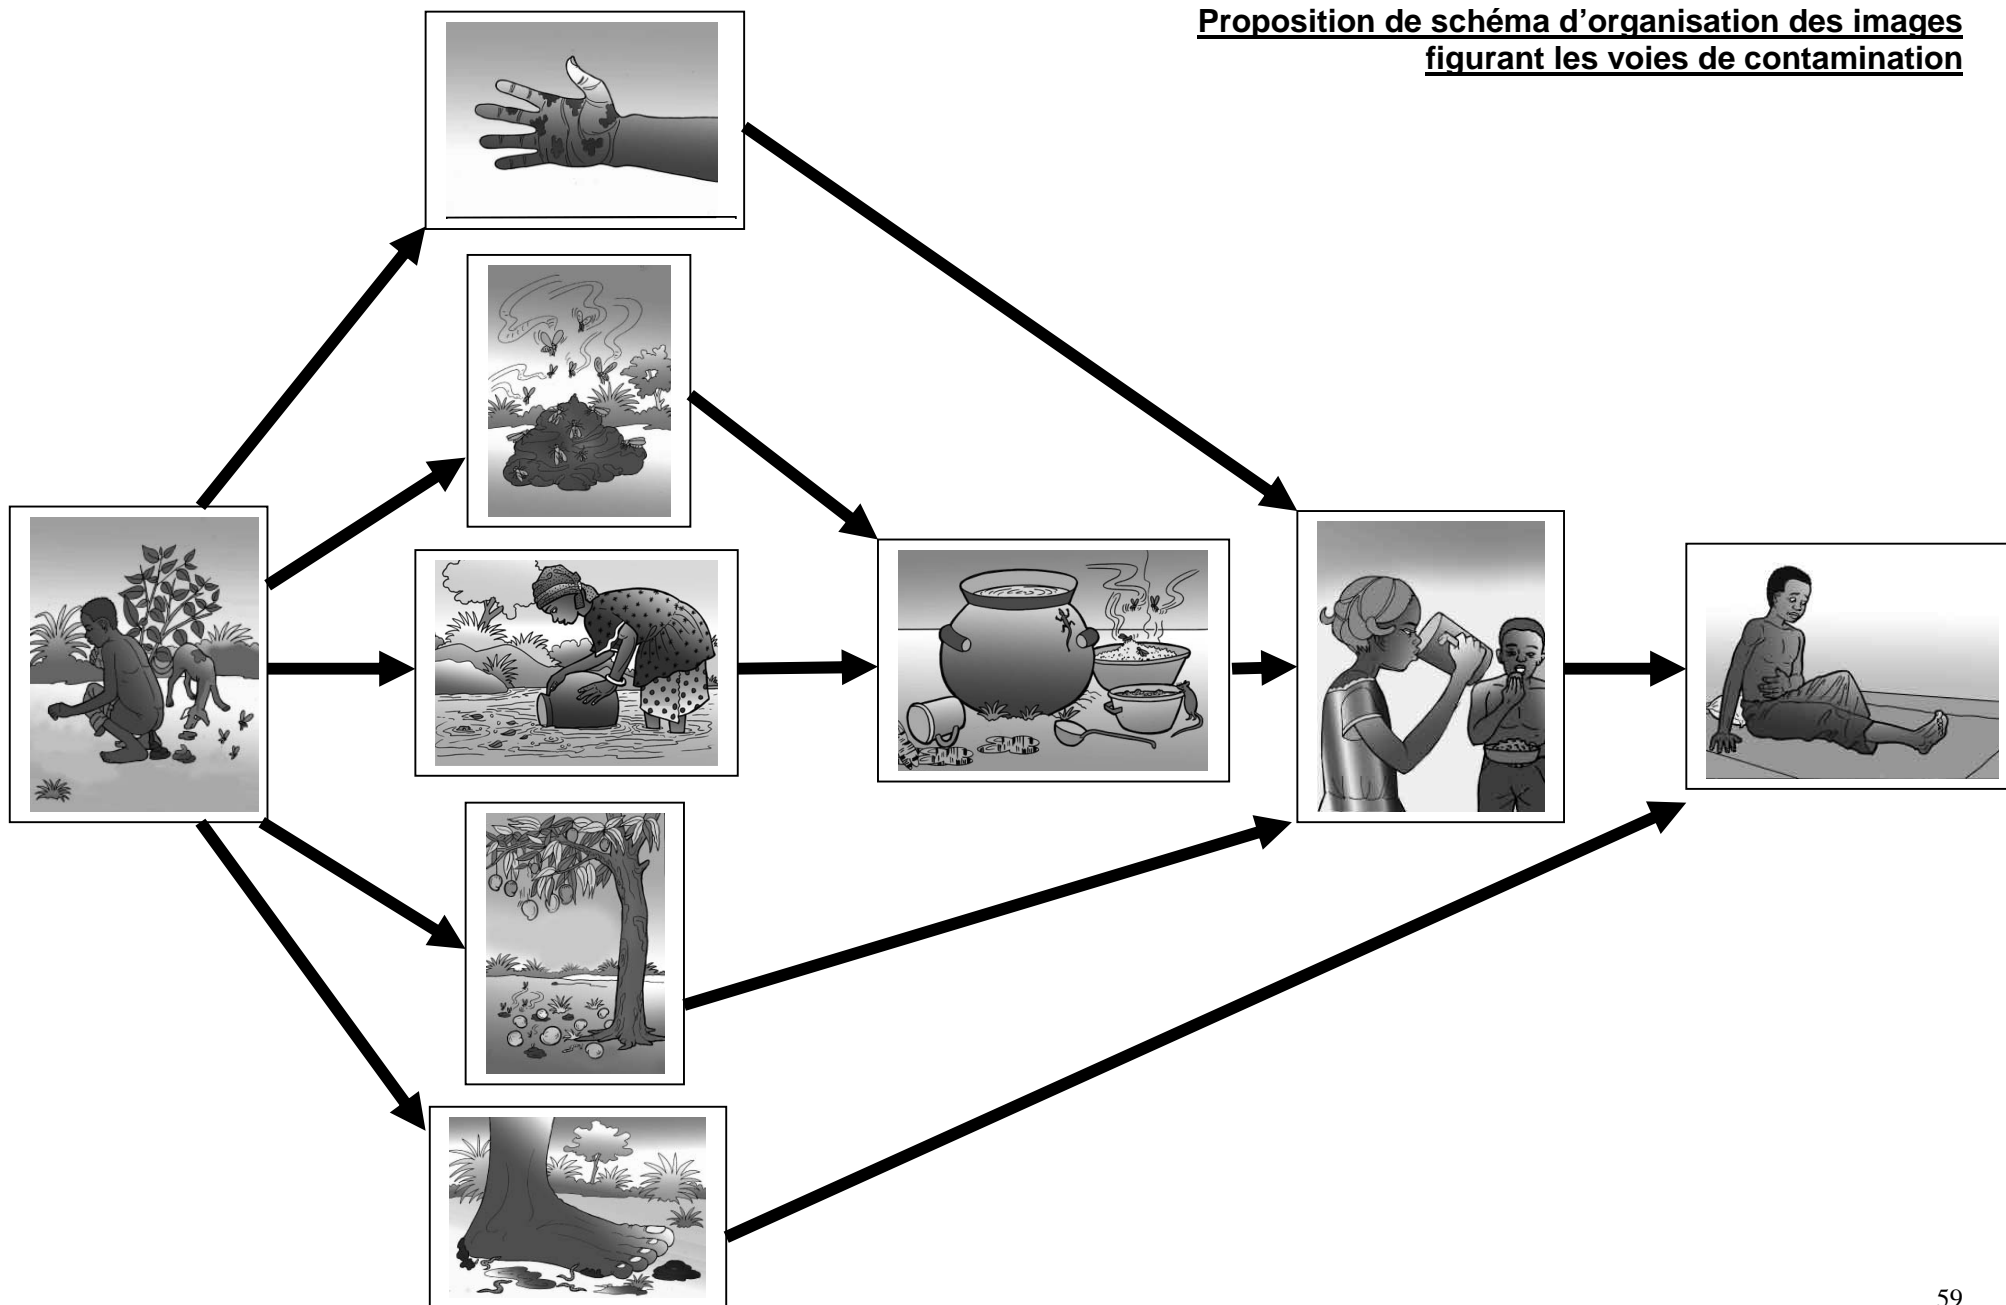 Proposition de schéma d’organisation des images
figurant les voies de contamination
59